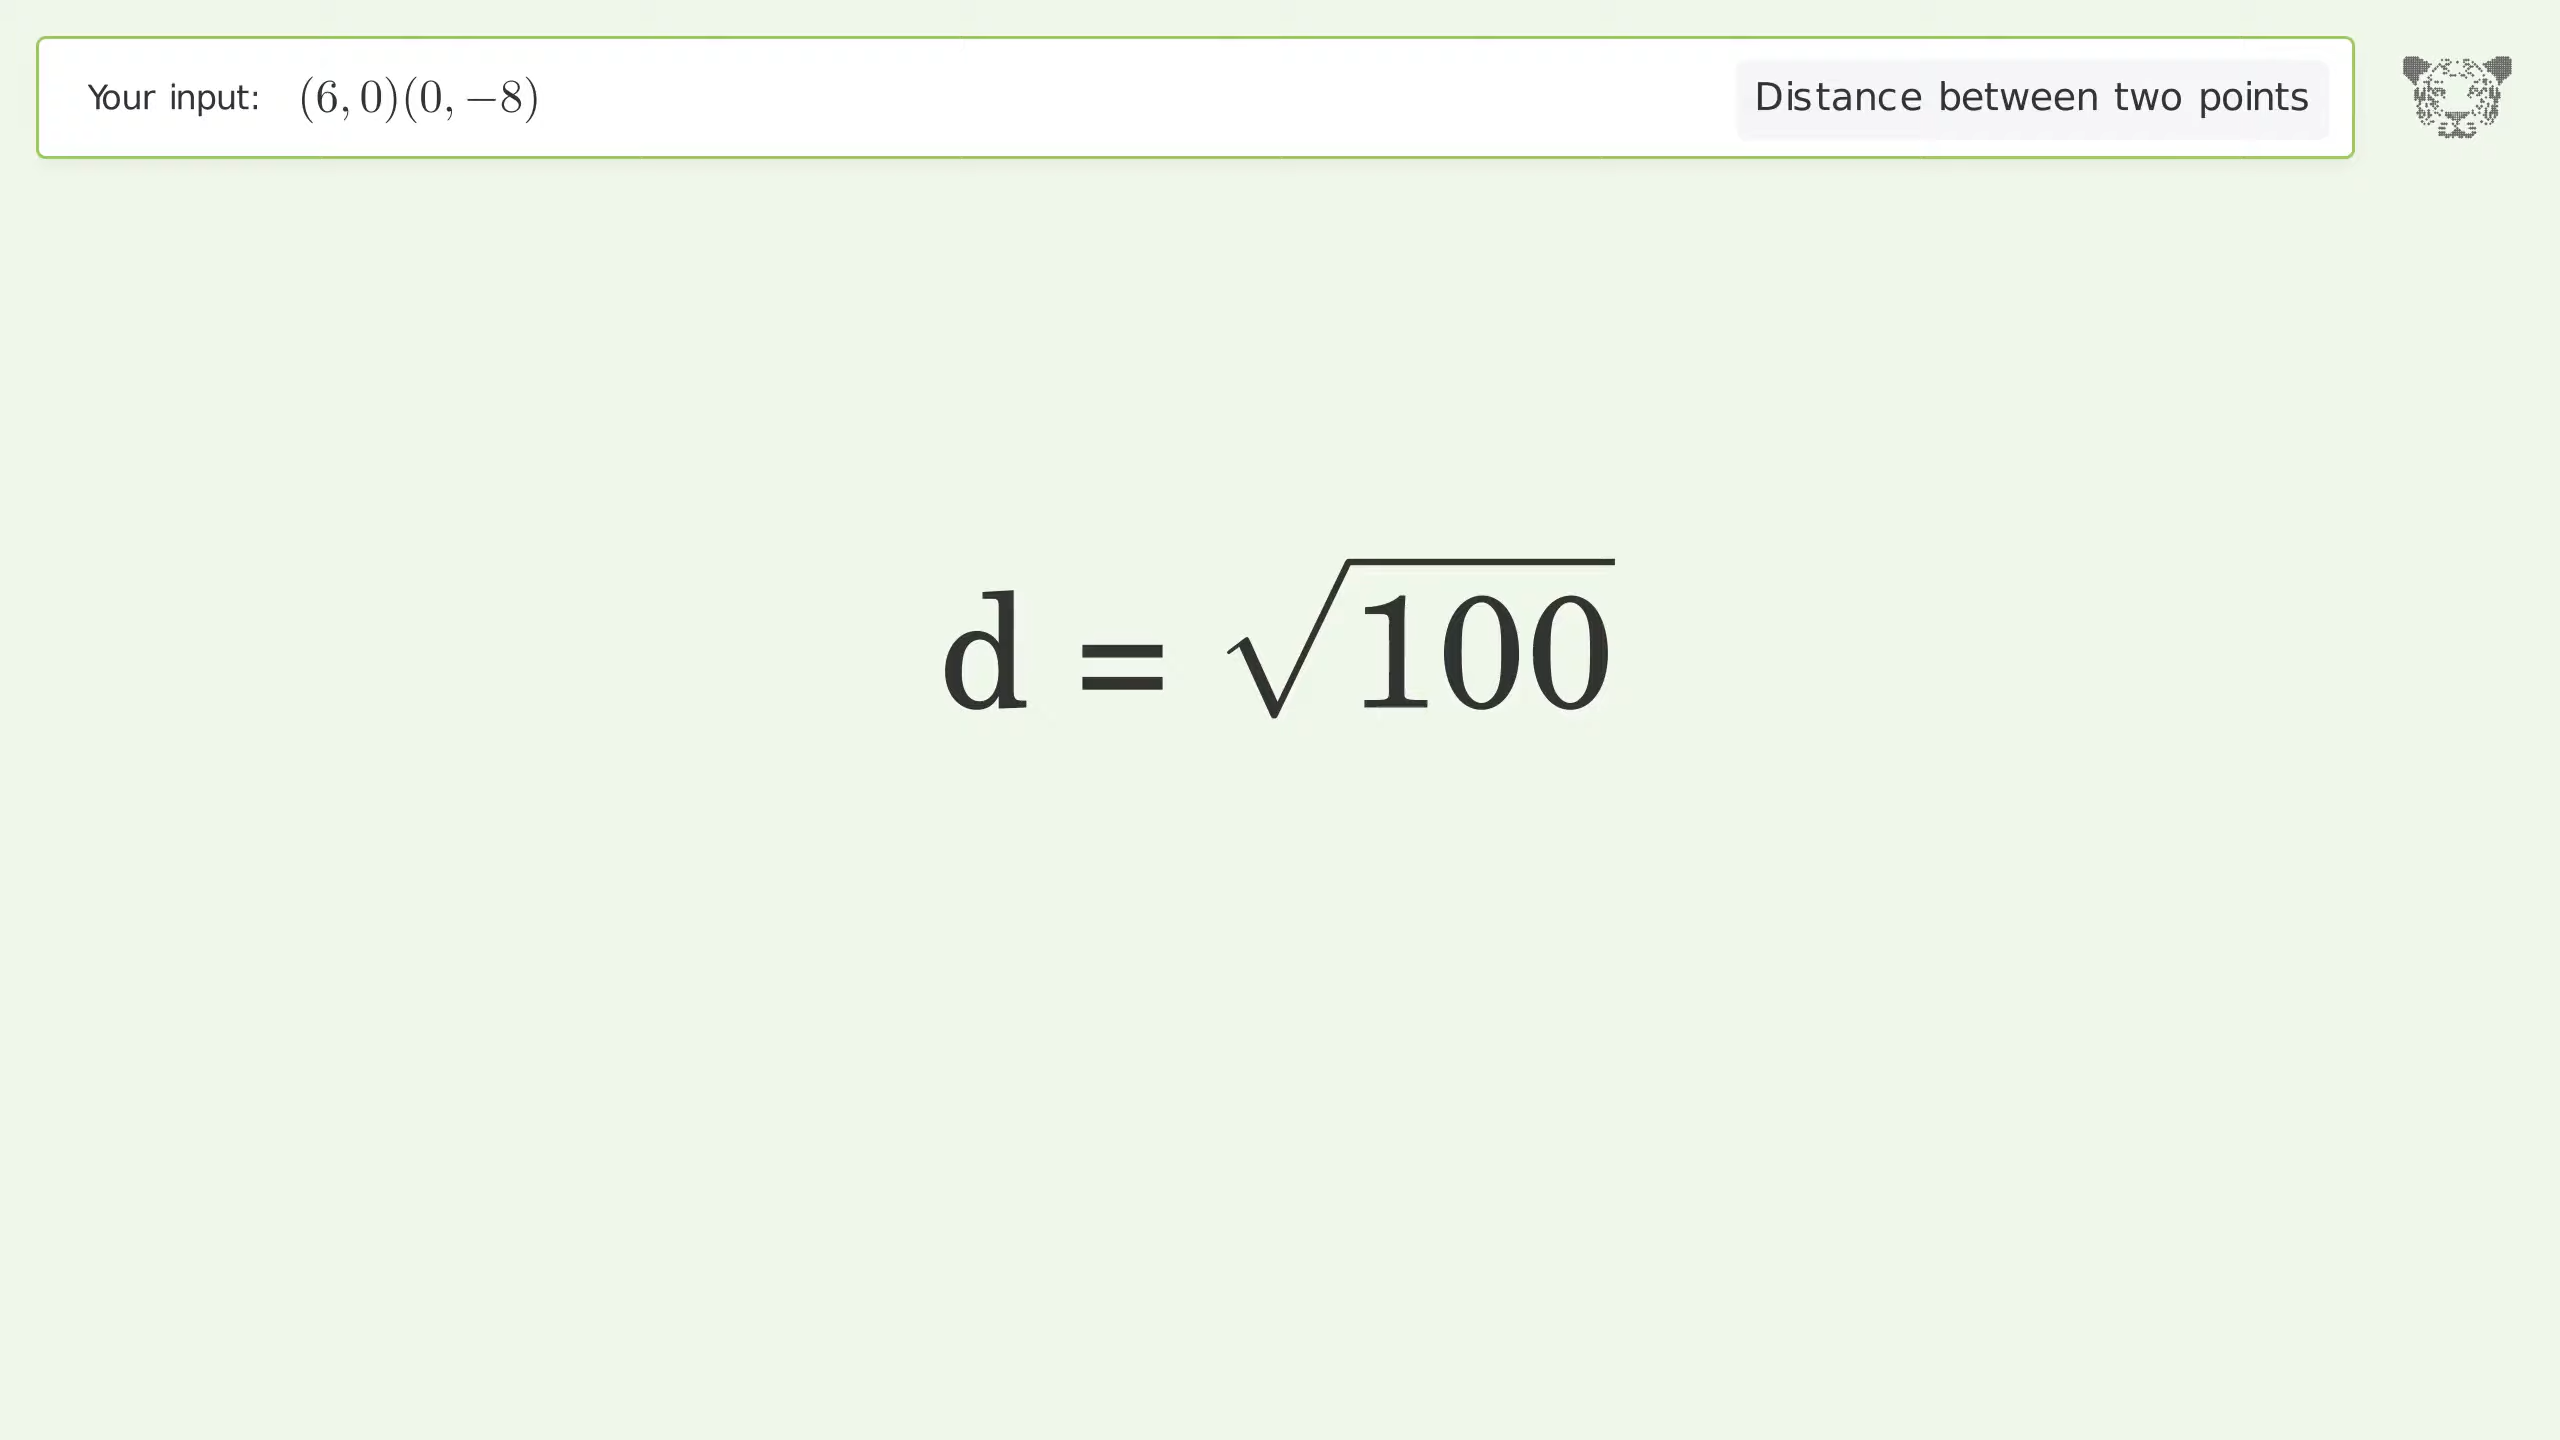 Your input: (6, 0)(0, −8) Distance between two points
d = √100